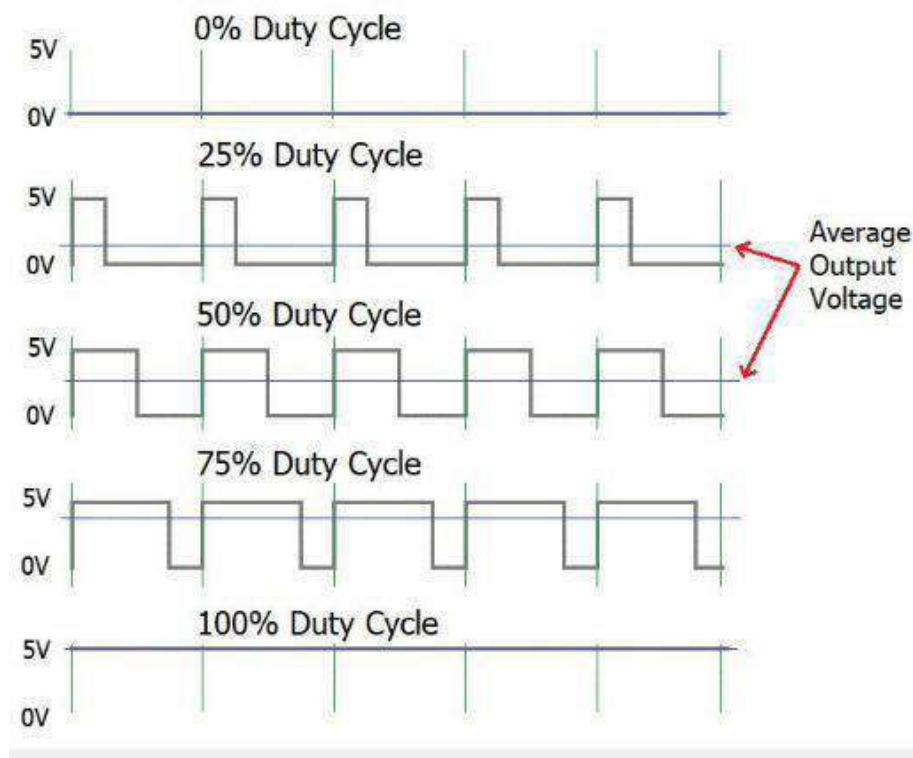 0% Duty Cycle
5V
0V
25% Duty Cycle
5V
0V
Average
Output
Voltage
50% Duty Cycle
5V
0V
75% Duty Cycle
5V
0V
100% Duty Cycle
5V
0V